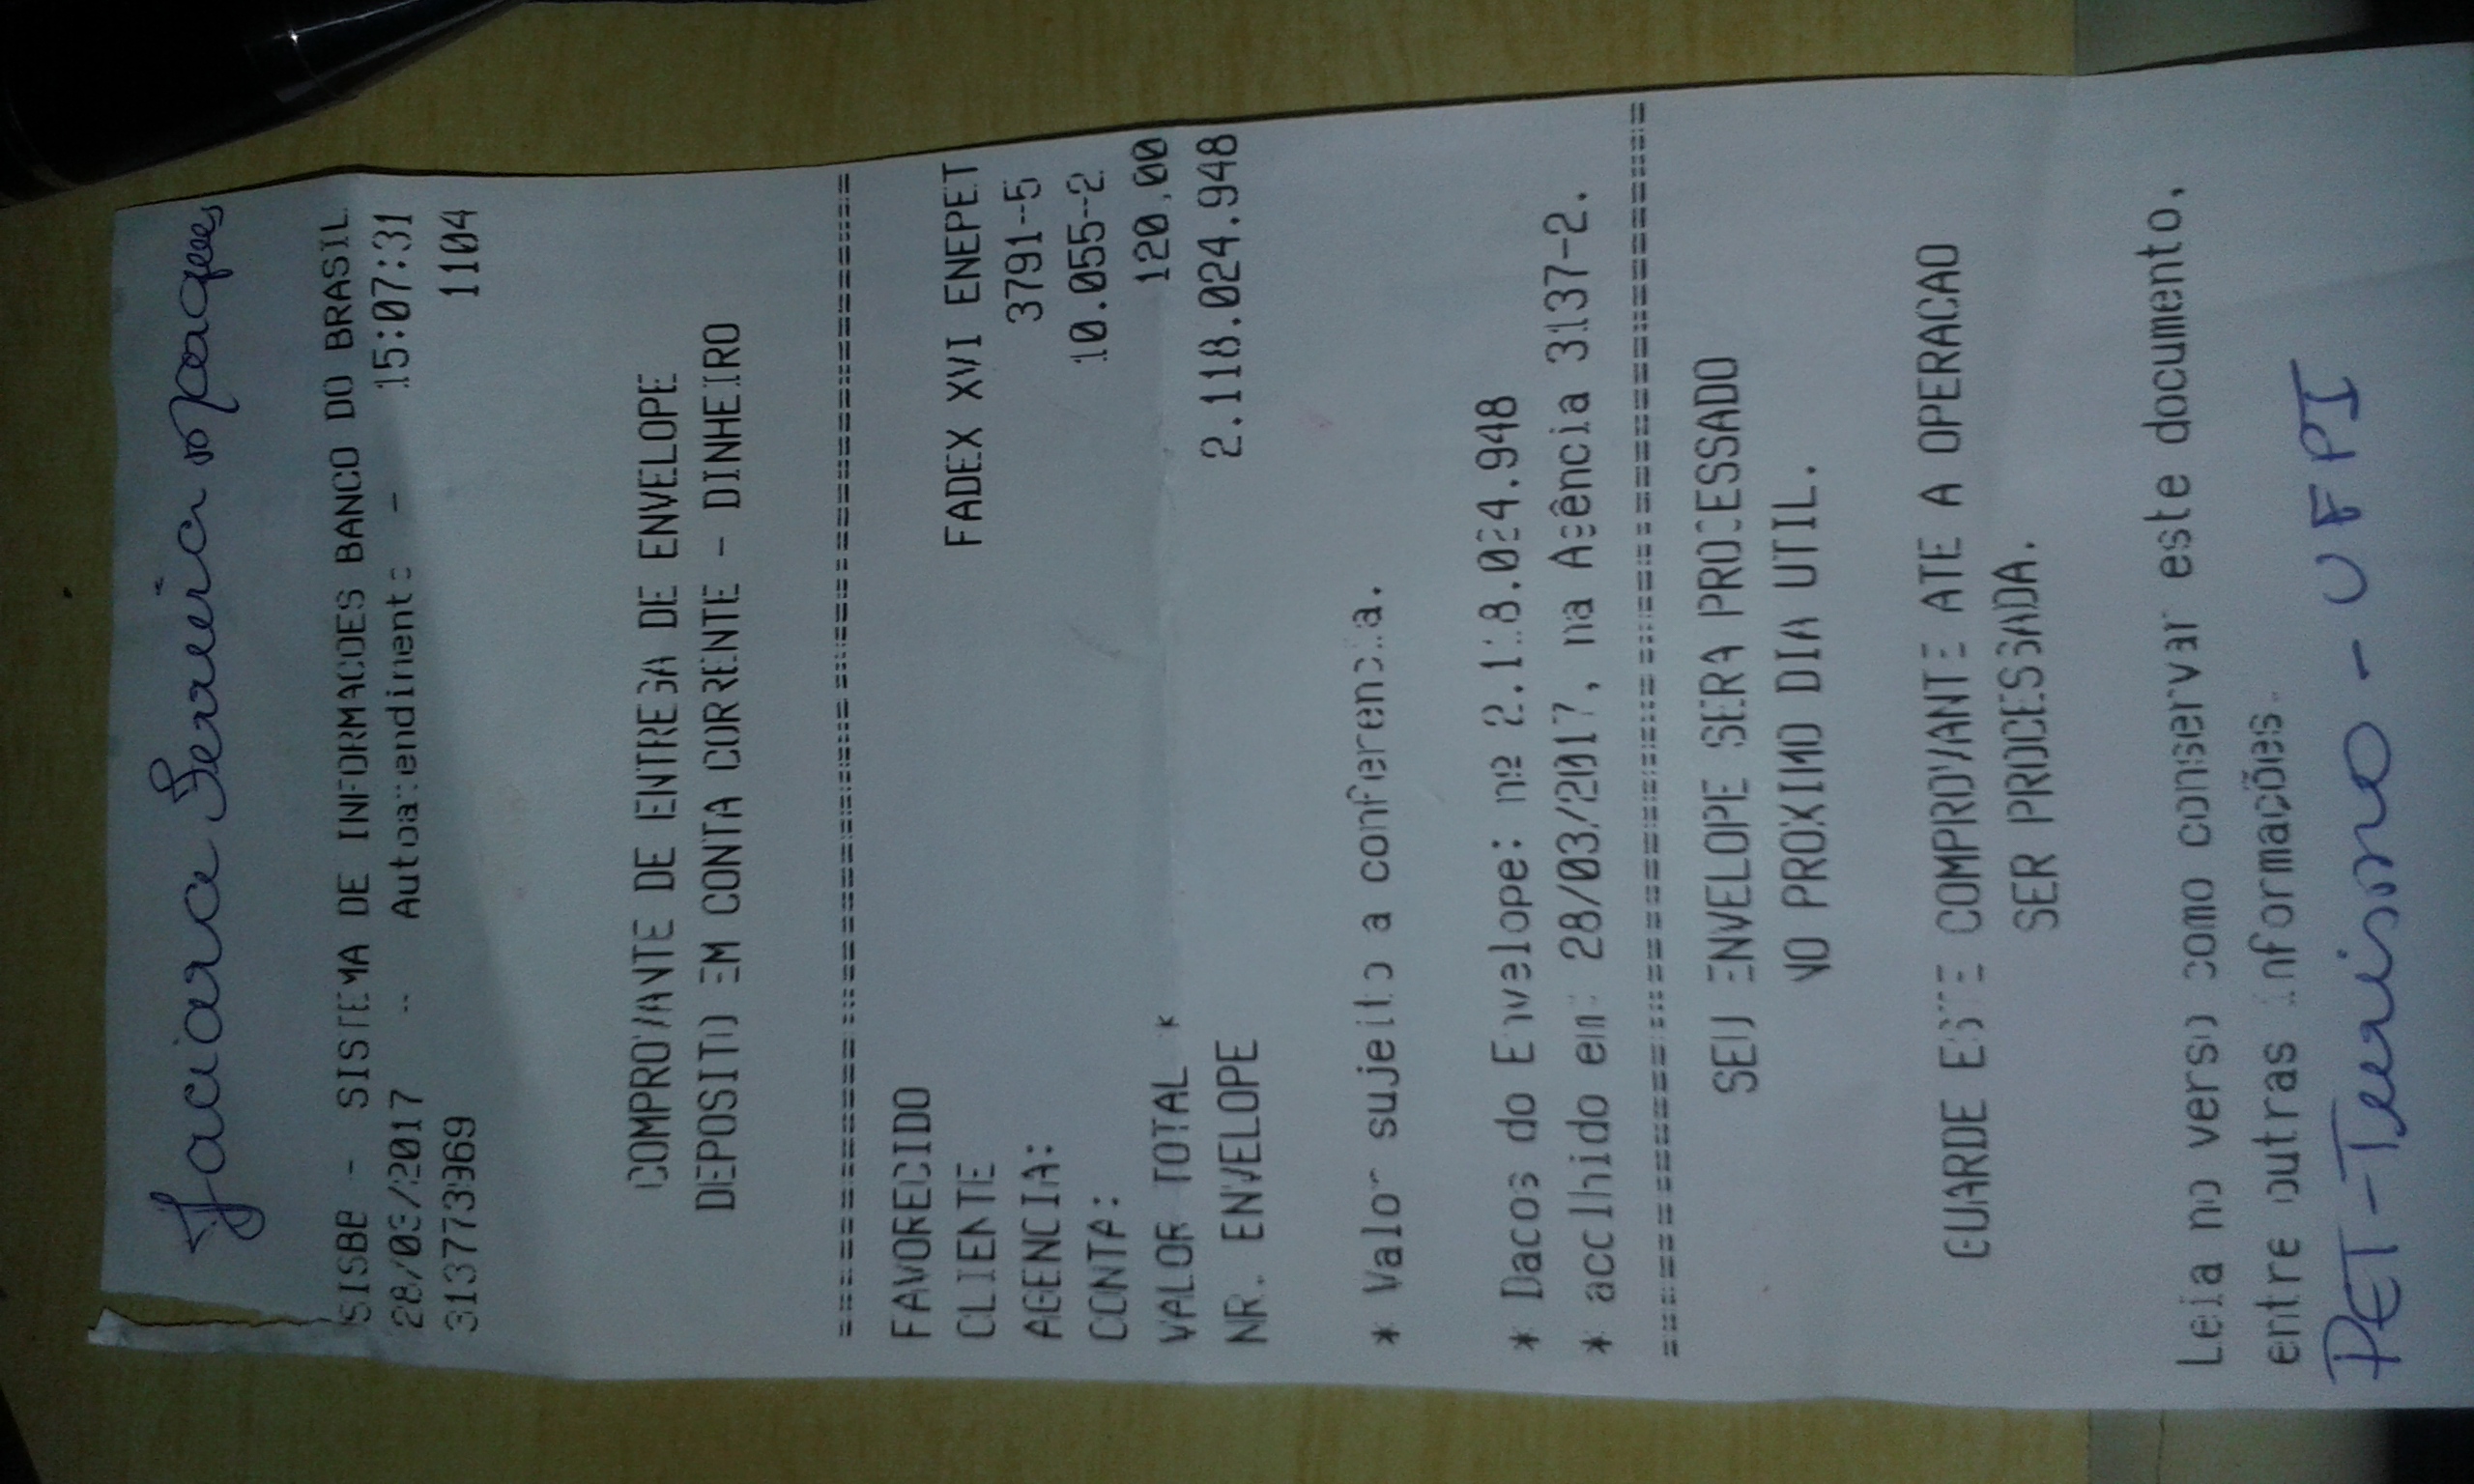 Jaciara Ferreira Marques
SISBB - SISTEMA DE INFORMACOES BANCO DO BRASIL
28/03/2017 - Autoatendimento - 15:07:31
313773969 1104
COMPROVANTE DE ENTREGA DE ENVELOPE
DEPOSITO EM CONTA CORRENTE - DINHEIRO
================================================
FAVORECIDO
CLIENTE FADEX XVI ENEPET
AGENCIA: 3791-5
CONTA: 10.055-2
VALOR TOTAL * 120,00
NR. ENVELOPE 2.118.024.948
* Valor sujeito a conferencia.
* Dados do Envelope: nº 2.118.024.948
* acolhido em: 28/03/2017, na Agência 3137-2.
================================================
SEU ENVELOPE SERA PROCESSADO
NO PROXIMO DIA UTIL.
GUARDE ESTE COMPROVANTE ATE A OPERACAO
SER PROCESSADA.
Leia no verso como conservar este documento,
entre outras informações.
PET-Turismo - UFPI